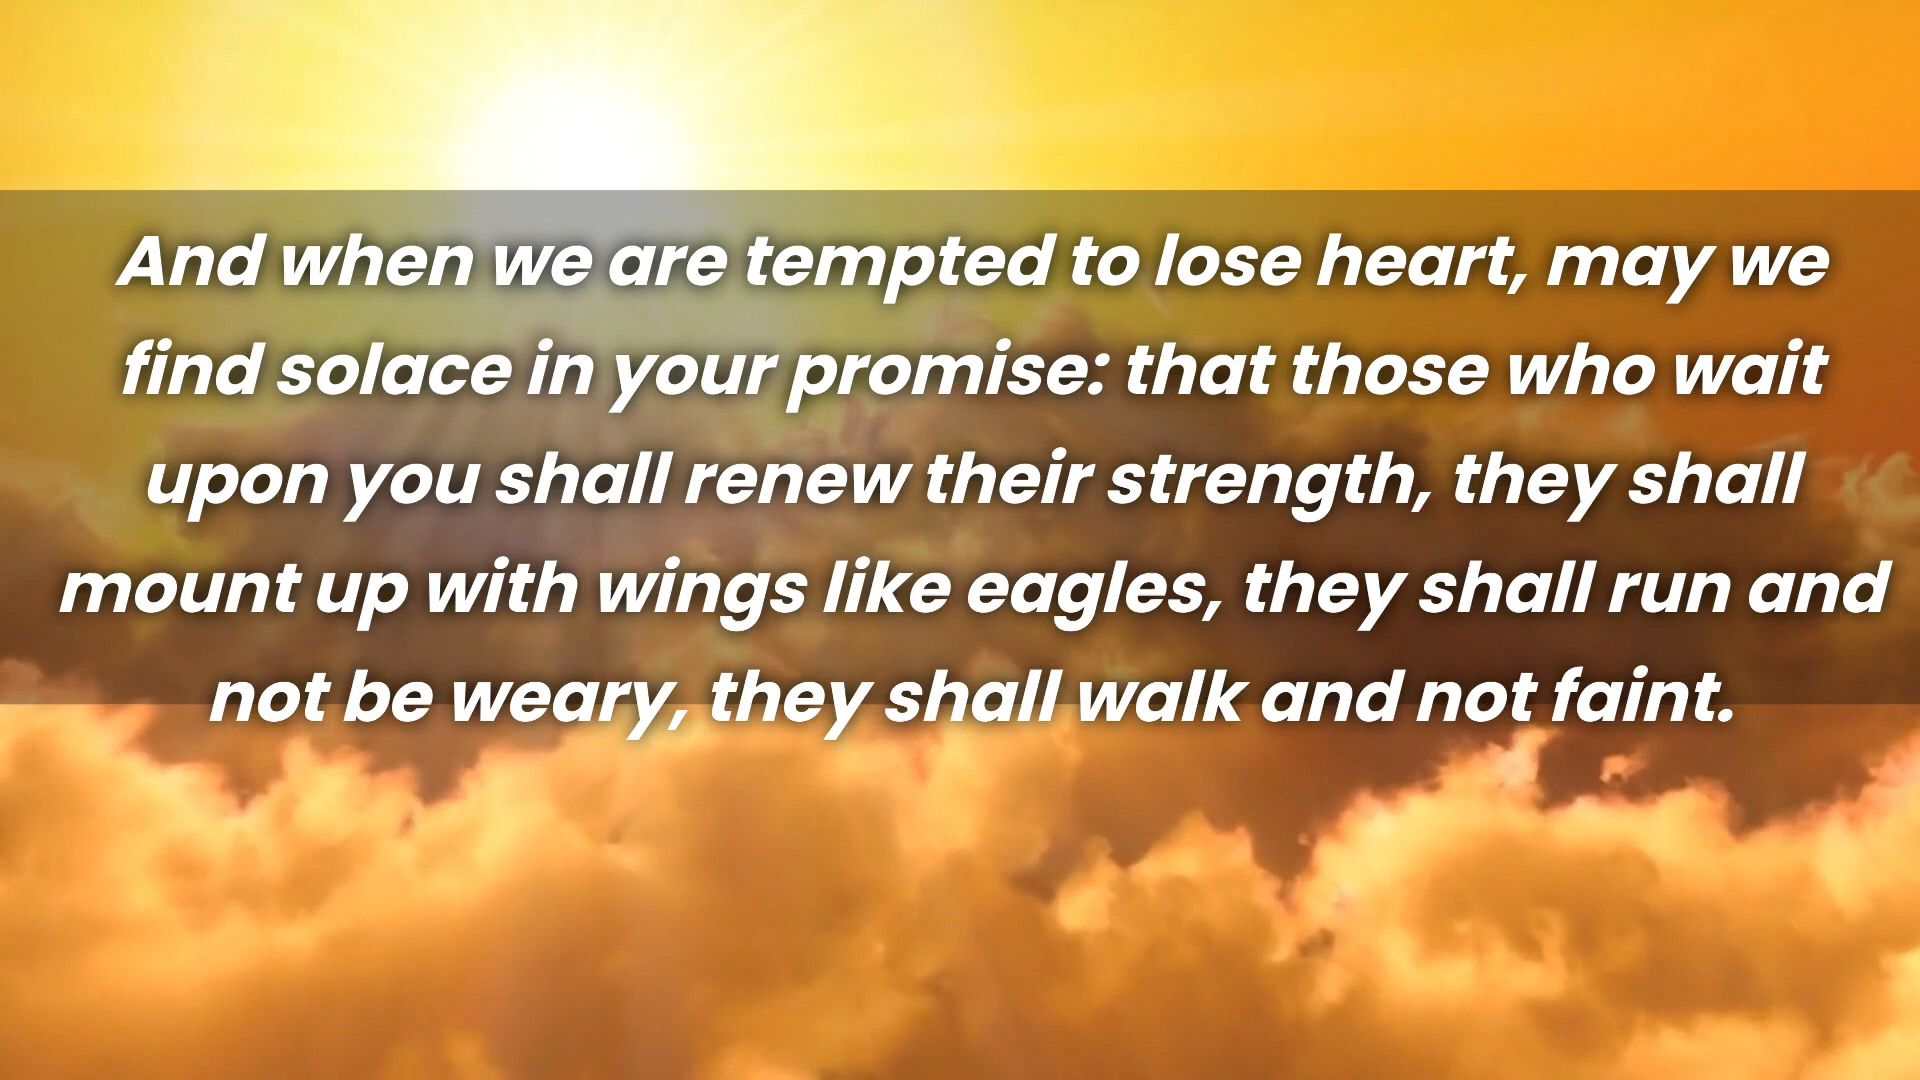 And when we are tempted to lose heart, may we
find solace in your promise: that those who wait
upon you shall renew their strength, they shall
mount up with wings like eagles, they shall run and
not be weary, they shall walk and not faint.